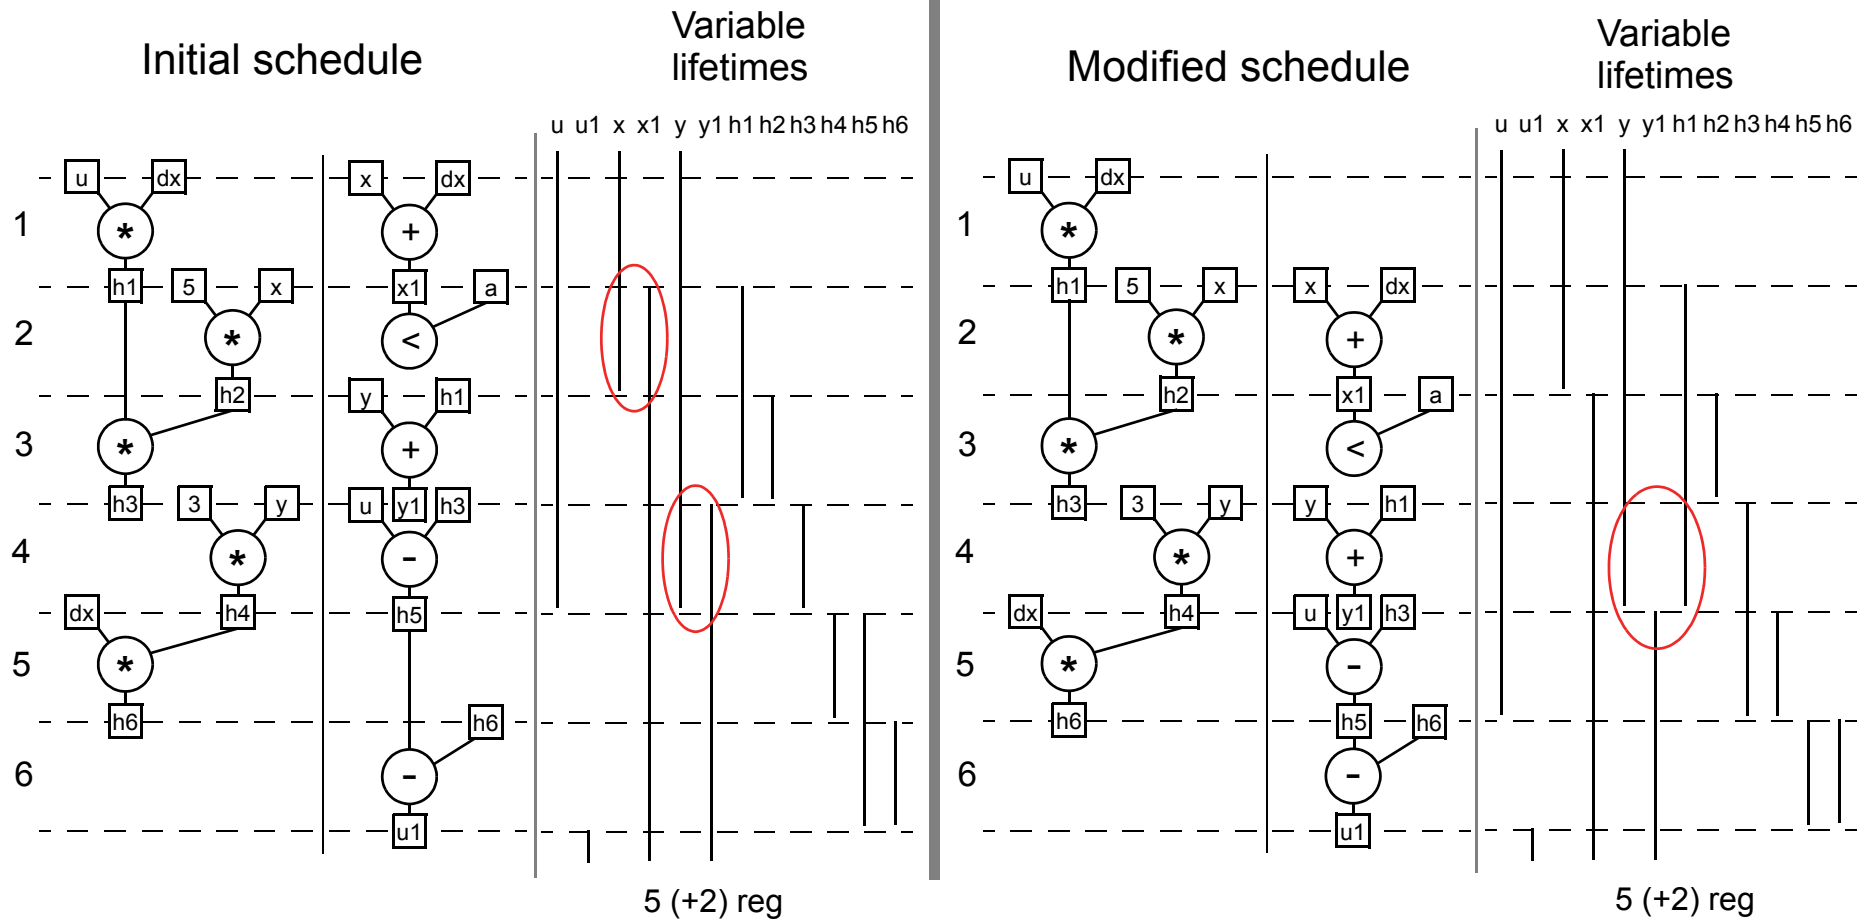 Initial schedule
Variable
lifetimes
u u1 x x1 y y1 h1 h2 h3 h4 h5 h6
u dx x dx
1 * +
h1 5 x x1 a
2 * <
h2 y h1
3 * +
h3 3 y u y1 h3
4 * -
dx h4 h5
5 *
h6 h6
6 -
u1
5 (+2) reg
Modified schedule
Variable
lifetimes
u u1 x x1 y y1 h1 h2 h3 h4 h5 h6
u dx
1 *
h1 5 x x dx
2 * +
h2 x1 a
3 * <
h3 3 y y h1
4 * +
dx h4 u y1 h3
5 * -
h6 h5 h6
6 -
u1
5 (+2) reg